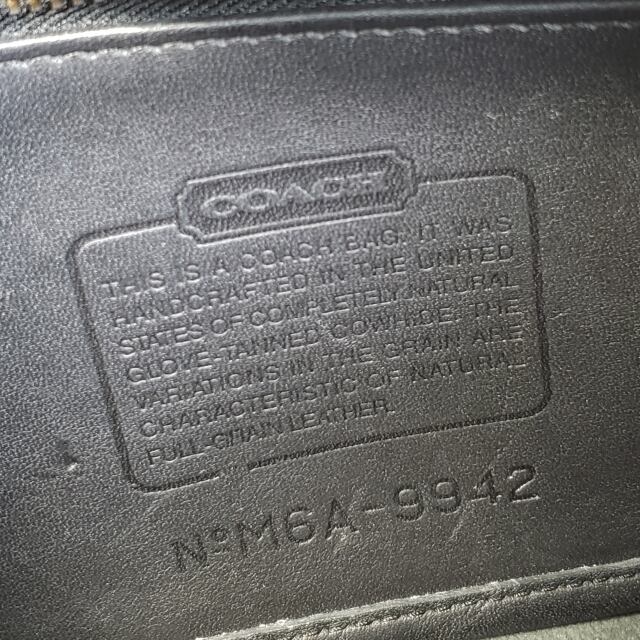 COACH
THIS IS A COACH BAG. IT WAS
HANDCRAFTED IN THE UNITED
STATES OF COMPLETELY NATURAL
GLOVE-TANNED COWHIDE. THE
VARIATIONS IN THE GRAIN ARE
CHARACTERISTIC OF NATURAL
FULL-GRAIN LEATHER.
NoM6A-9942